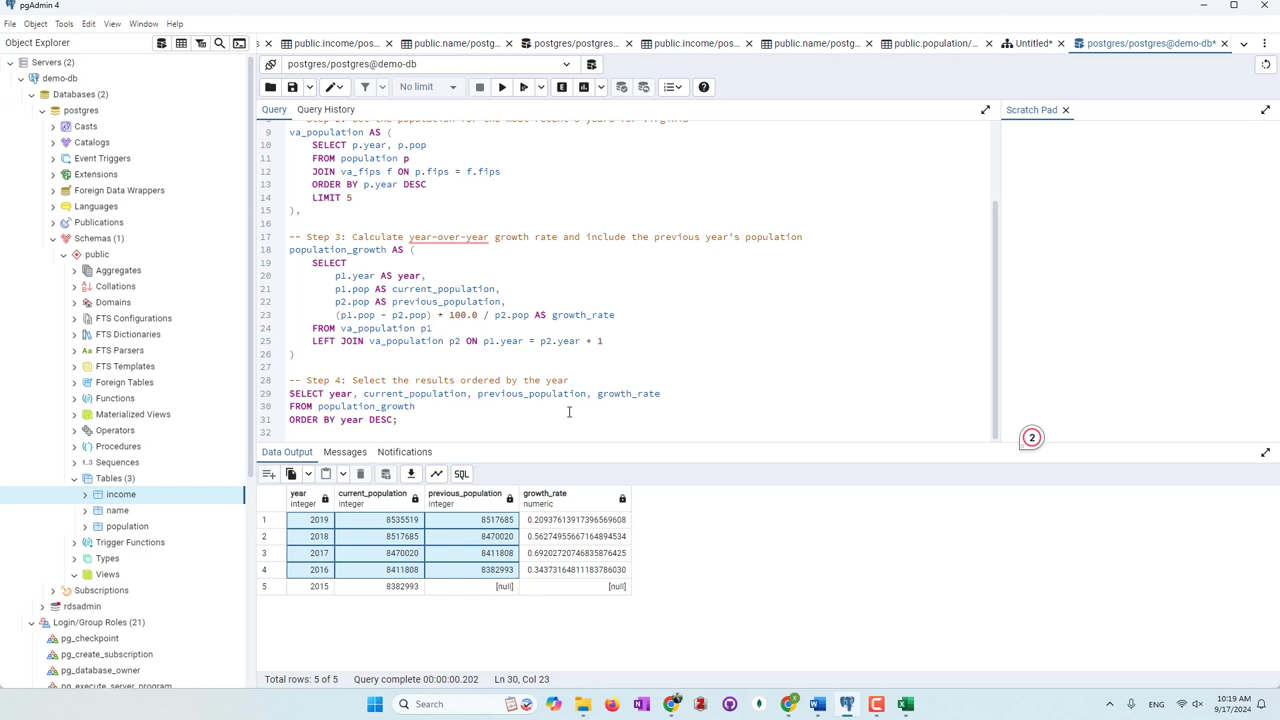 pgAdmin 4
File Object Tools Edit View Window Help
Object Explorer
public.income/pos...
public.name/postg...
postgres/postgres...
public.income/pos...
public.name/postg...
public.population/...
Untitled*
postgres/postgres@demo-db*
postgres/postgres@demo-db
No limit
Query
Query History
Scratch Pad
Servers (2)
demo-db
Databases (2)
postgres
Casts
Catalogs
Event Triggers
Extensions
Foreign Data Wrappers
Languages
Publications
Schemas (1)
public
Aggregates
Collations
Domains
FTS Configurations
FTS Dictionaries
FTS Parsers
FTS Templates
Foreign Tables
Functions
Materialized Views
Operators
Procedures
Sequences
Tables (3)
income
name
population
Trigger Functions
Types
Views
Subscriptions
rdsadmin
Login/Group Roles (21)
pg_checkpoint
pg_create_subscription
pg_database_owner
pg_execute_server_program
9 va_population AS (
10 SELECT p.year, p.pop
11 FROM population p
12 JOIN va_fips f ON p.fips = f.fips
13 ORDER BY p.year DESC
14 LIMIT 5
15 ),
16
17 -- Step 3: Calculate year-over-year growth rate and include the previous year's population
18 population_growth AS (
19 SELECT
20 p1.year AS year,
21 p1.pop AS current_population,
22 p2.pop AS previous_population,
23 (p1.pop - p2.pop) * 100.0 / p2.pop AS growth_rate
24 FROM va_population p1
25 LEFT JOIN va_population p2 ON p1.year = p2.year + 1
26 )
27
28 -- Step 4: Select the results ordered by the year
29 SELECT year, current_population, previous_population, growth_rate
30 FROM population_growth
31 ORDER BY year DESC;
32
2
Data Output Messages Notifications
SQL
year current_population previous_population growth_rate
integer integer integer numeric
1 2019 8535519 8517685 0.20937613917396569608
2 2018 8517685 8470020 0.56274955667164894534
3 2017 8470020 8411808 0.69202720746835876425
4 2016 8411808 8382993 0.34373164811183786030
5 2015 8382993 [null] [null]
Total rows: 5 of 5 Query complete 00:00:00.202 Ln 30, Col 23
Search
ENG
10:19 AM
9/17/2024